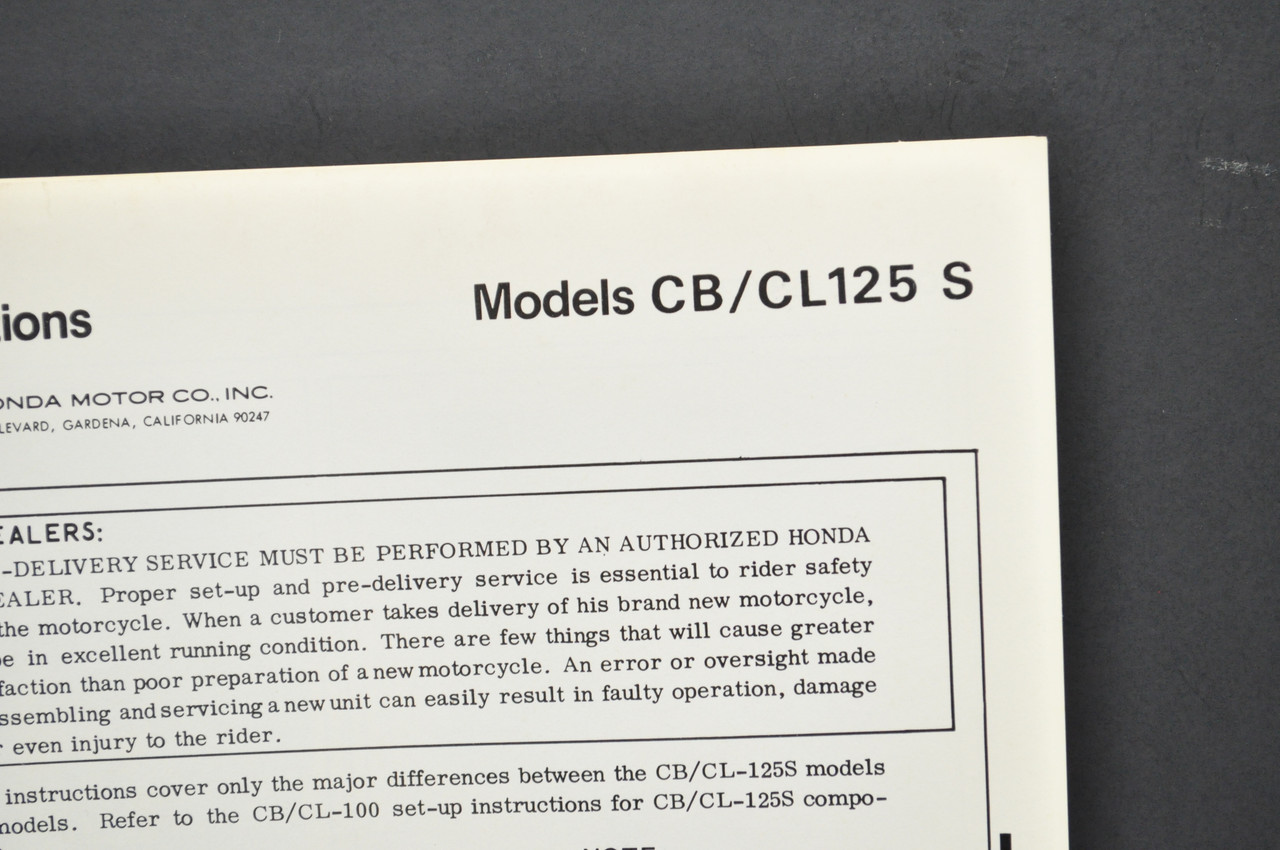 ions
Models CB/CL125 S
ONDA MOTOR CO., INC.
LEVARD, GARDENA, CALIFORNIA 90247
EALERS:
-DELIVERY SERVICE MUST BE PERFORMED BY AN AUTHORIZED HONDA
EALER. Proper set-up and pre-delivery service is essential to rider safety
the motorcycle. When a customer takes delivery of his brand new motorcycle,
e in excellent running condition. There are few things that will cause greater
faction than poor preparation of a new motorcycle. An error or oversight made
ssembling and servicing a new unit can easily result in faulty operation, damage
even injury to the rider.
instructions cover only the major differences between the CB/CL-125S models
models. Refer to the CB/CL-100 set-up instructions for CB/CL-125S compo-
NOTE